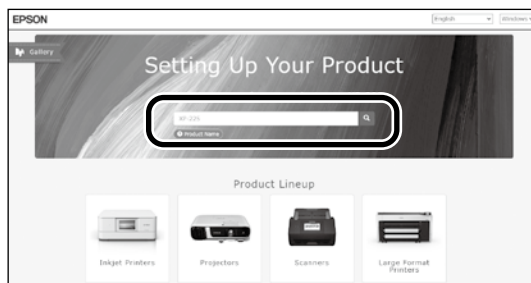 EPSON
English
Windows
Gallery
Setting Up Your Product
XP-225
Product Name
Product Lineup
Inkjet Printers
Projectors
Scanners
Large Format
Printers